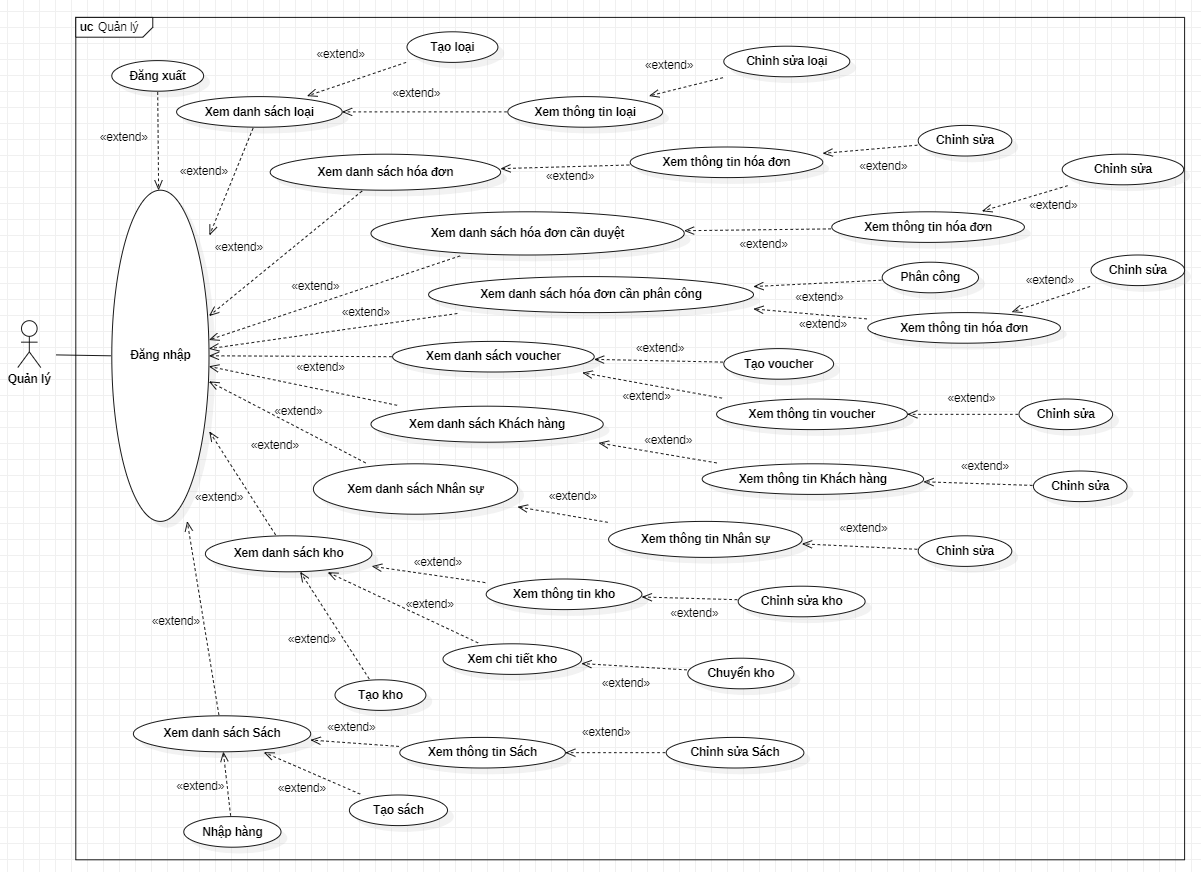 uc Quản lý
Tạo loại
«extend»
Chỉnh sửa loại
«extend»
Đăng xuất
«extend»
Xem danh sách loại
Xem thông tin loại
«extend»
Chỉnh sửa
«extend»
Xem danh sách hóa đơn
«extend»
Xem thông tin hóa đơn
«extend»
Chỉnh sửa
«extend»
«extend»
Xem danh sách hóa đơn cần duyệt
«extend»
Xem thông tin hóa đơn
«extend»
Phân công
Chỉnh sửa
«extend»
Xem danh sách hóa đơn cần phân công
«extend»
«extend»
«extend»
«extend»
Xem thông tin hóa đơn
Quản lý
Đăng nhập
Xem danh sách voucher
«extend»
Tạo voucher
«extend»
«extend»
Xem thông tin voucher
«extend»
Chỉnh sửa
«extend»
Xem danh sách Khách hàng
«extend»
«extend»
Xem thông tin Khách hàng
«extend»
Chỉnh sửa
Xem danh sách Nhân sự
«extend»
«extend»
Xem thông tin Nhân sự
«extend»
Chỉnh sửa
Xem danh sách kho
«extend»
Xem thông tin kho
«extend»
Chỉnh sửa kho
«extend»
«extend»
«extend»
Xem chi tiết kho
«extend»
Chuyển kho
Tạo kho
Xem danh sách Sách
«extend»
Xem thông tin Sách
«extend»
Chỉnh sửa Sách
«extend»
«extend»
Tạo sách
Nhập hàng